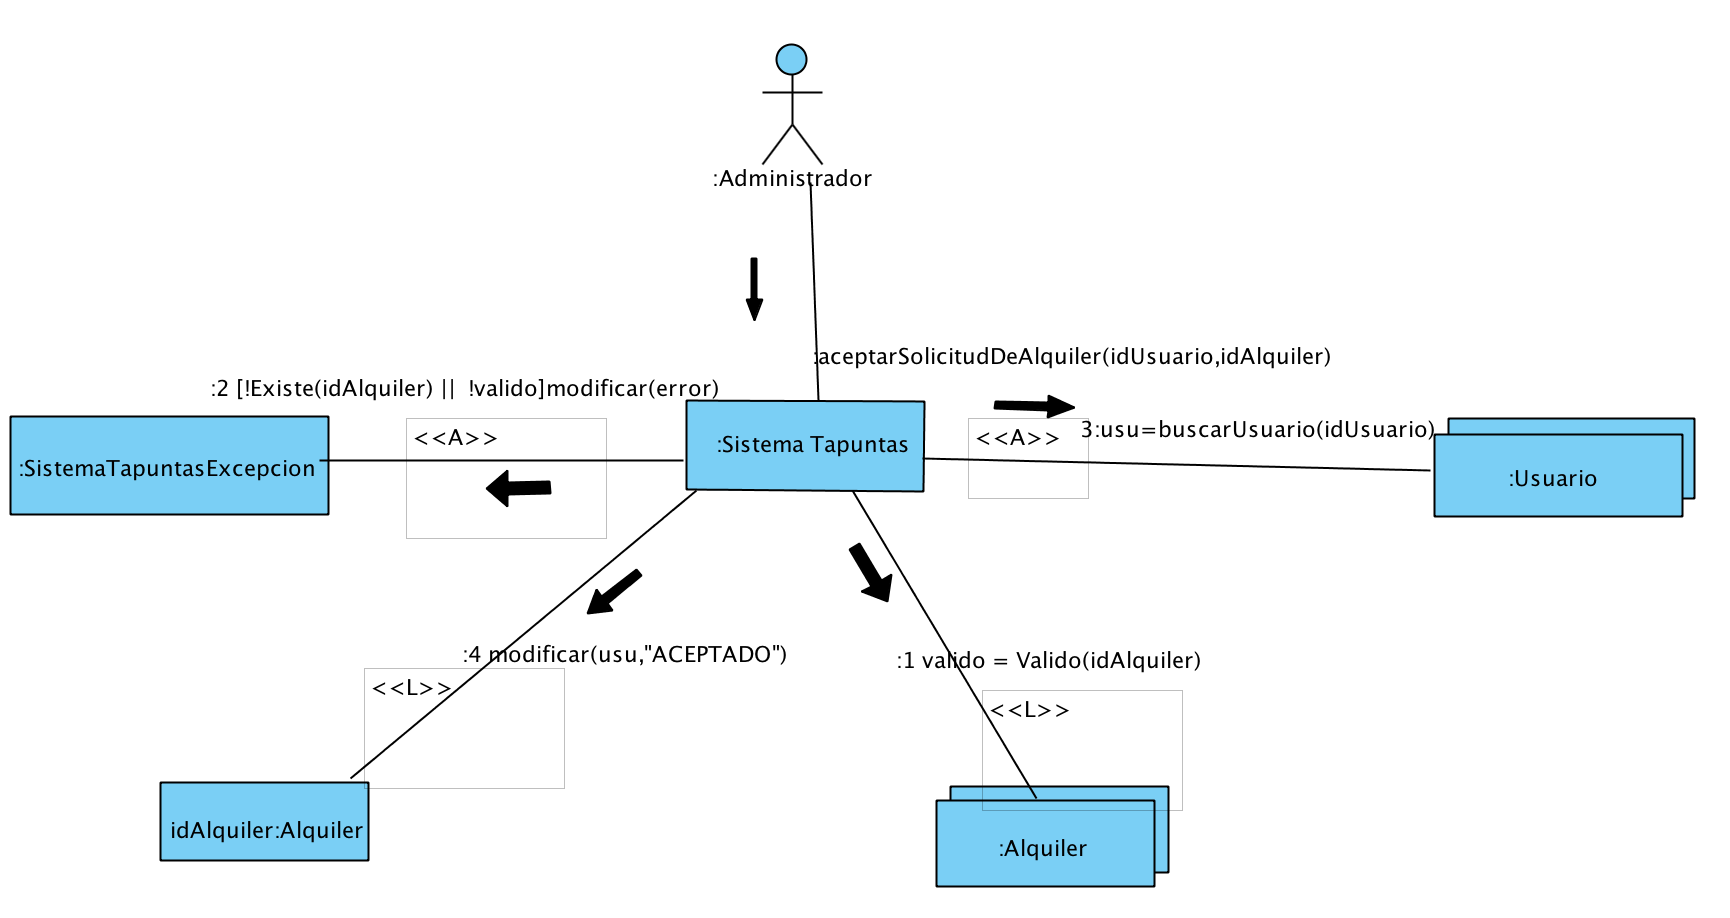 :Administrador
:aceptarSolicitudDeAlquiler(idUsuario,idAlquiler)
:2 [!Existe(idAlquiler) ||  !valido]modificar(error)
<<A>>
:Sistema Tapuntas
<<A>>
3:usu=buscarUsuario(idUsuario)
:SistemaTapuntasExcepcion
:Usuario
:4 modificar(usu,"ACEPTADO")
:1 valido = Valido(idAlquiler)
<<L>>
<<L>>
idAlquiler:Alquiler
:Alquiler